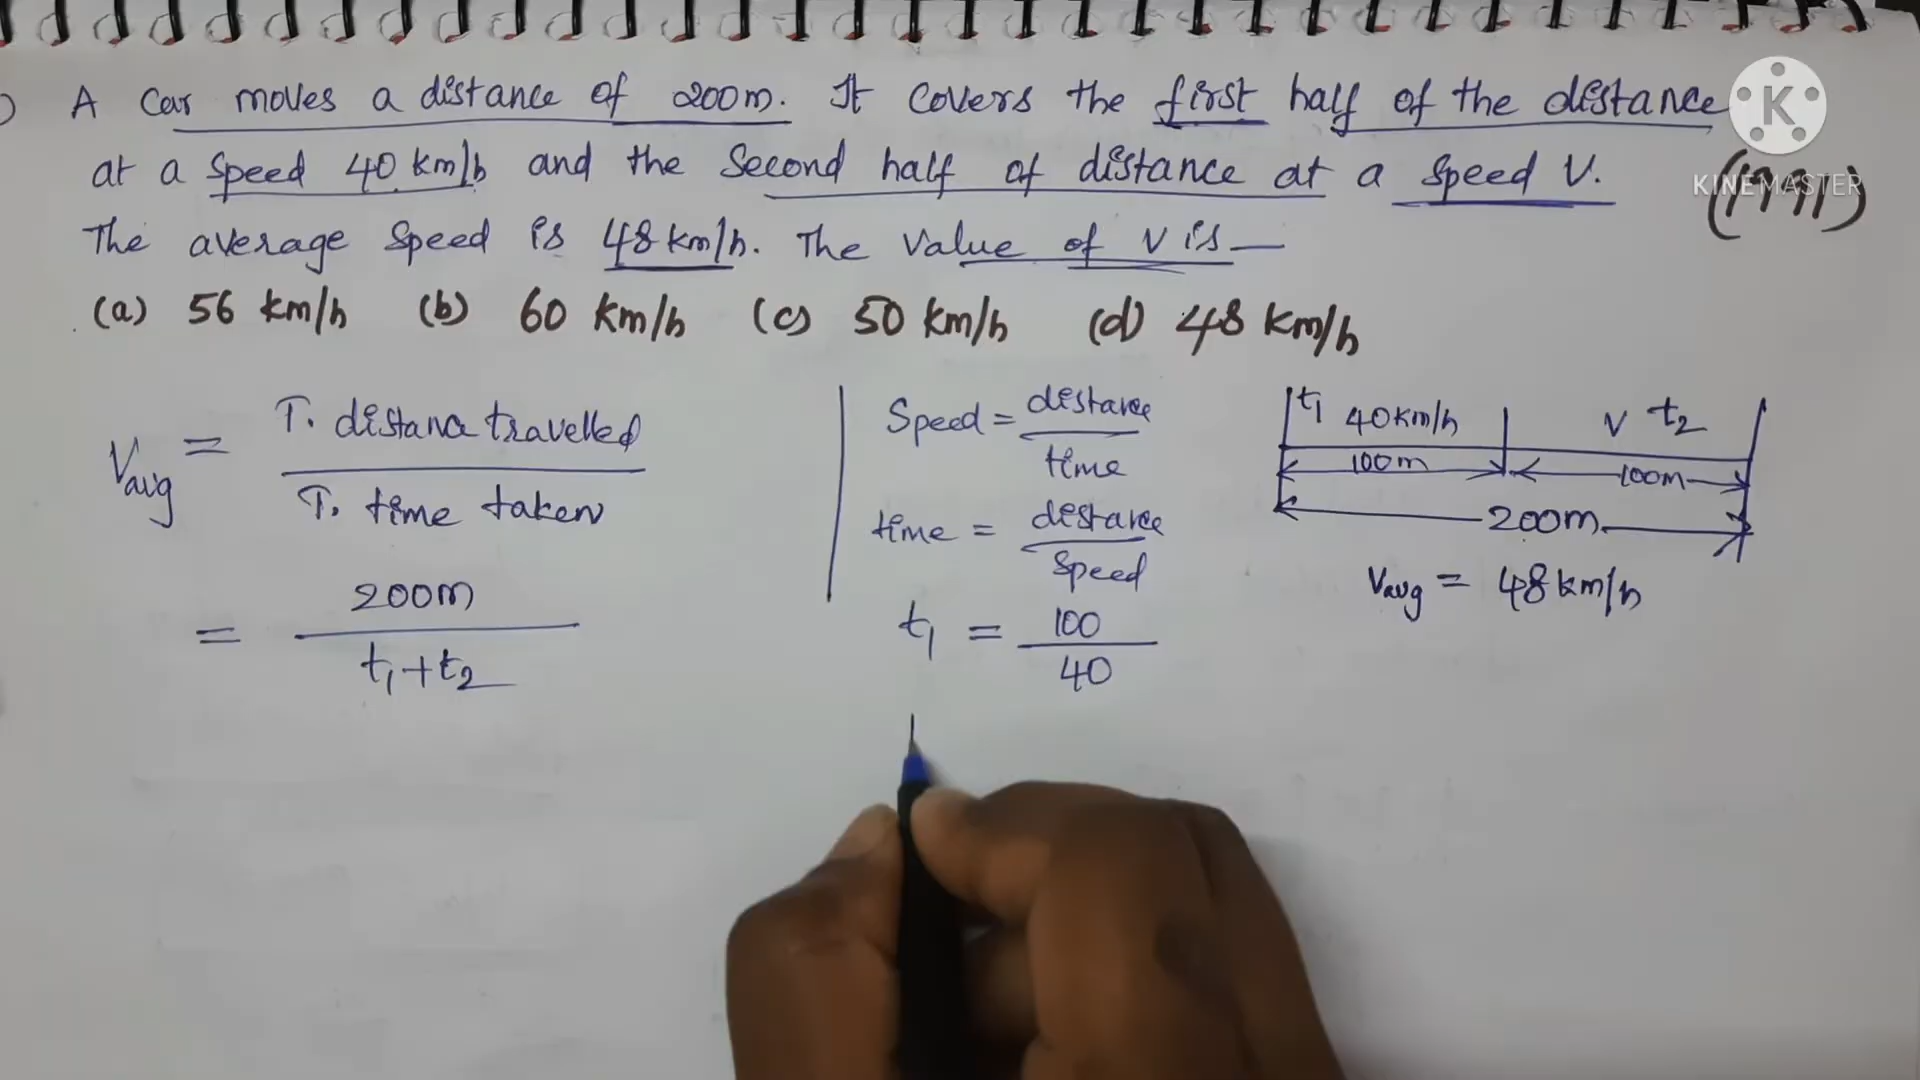 A Car moves a distance of 200m. It covers the first half of the distance
at a speed 40 km/h and the second half of distance at a speed V.
The average speed is 48 km/h. The value of V is —
(a) 56 km/h (b) 60 km/h (c) 50 km/h (d) 48 km/h
K
KINEMASTER
(1991)
Vavg = T. distance travelled
T. time taken
= 200m
t1 + t2
Speed = distance
time
time = distance
Speed
t1 = 100
40
t1 40km/h V t2
100m 100m
200m
Vavg = 48 km/h